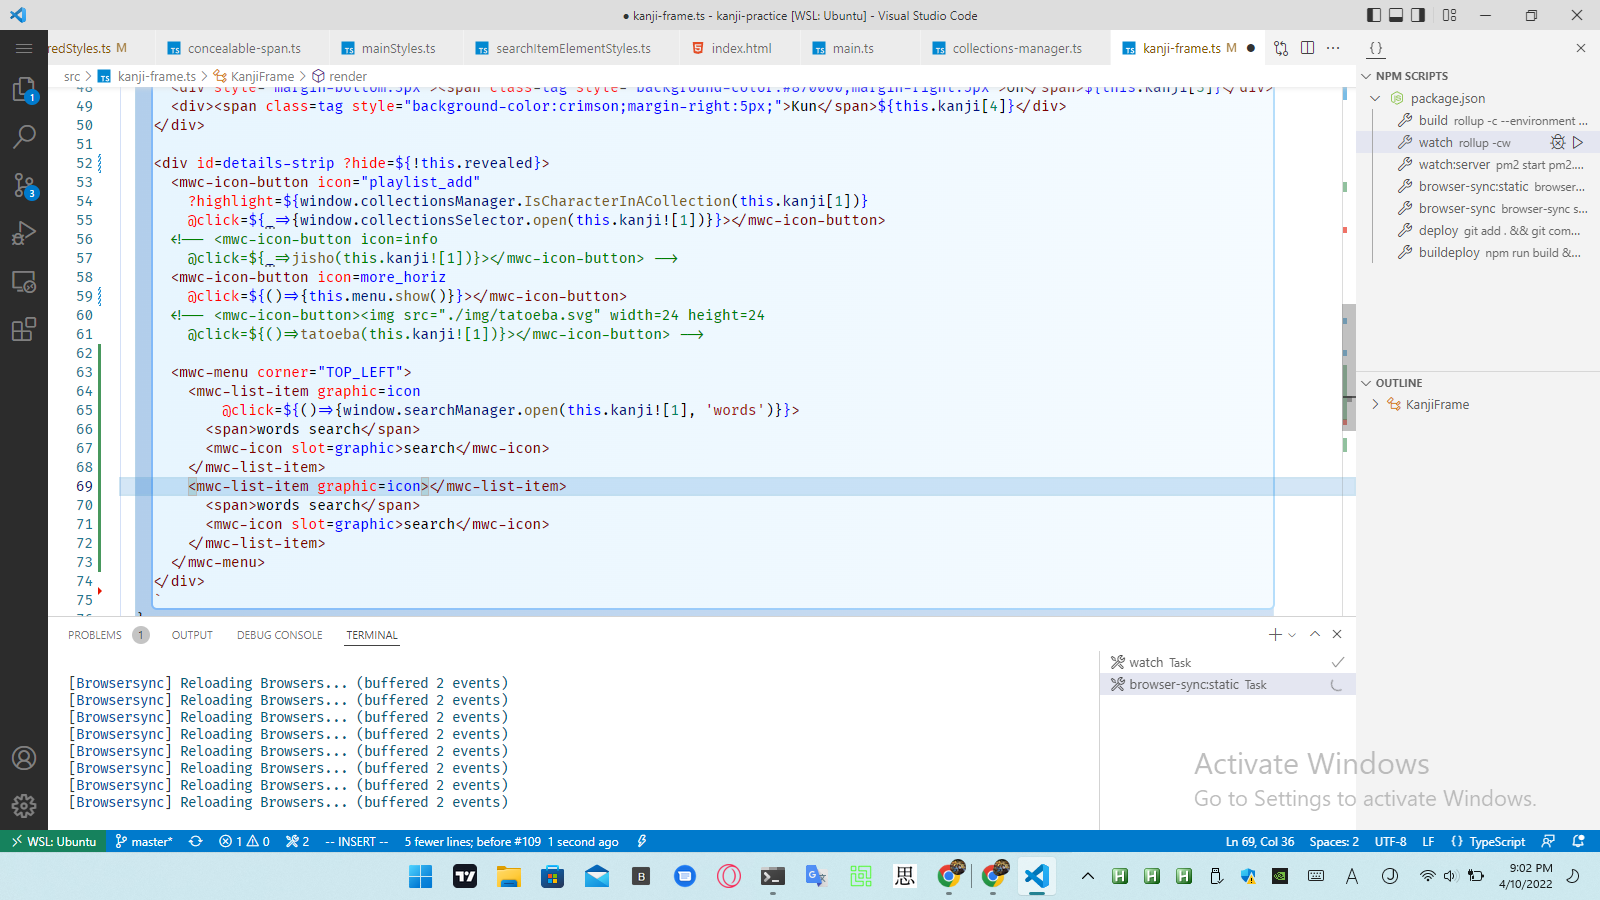 ● kanji-frame.ts - kanji-practice [WSL: Ubuntu] - Visual Studio Code
redStyles.ts M
concealable-span.ts
mainStyles.ts
searchItemElementStyles.ts
index.html
main.ts
collections-manager.ts
kanji-frame.ts M ●
src > kanji-frame.ts > KanjiFrame > render
49 <div><span class=tag style="background-color:crimson;margin-right:5px;">Kun</span>${this.kanji[4]}</div>
50 </div>
51
52 <div id=details-strip ?hide=${!this.revealed}>
53 <mwc-icon-button icon="playlist_add"
54 ?highlight=${window.collectionsManager.IsCharacterInACollection(this.kanji[1])}
55 @click=${_=>{window.collectionsSelector.open(this.kanji![1])}}></mwc-icon-button>
56 <!-- <mwc-icon-button icon=info
57 @click=${_=>jisho(this.kanji![1])}></mwc-icon-button> -->
58 <mwc-icon-button icon=more_horiz
59 @click=${()=>{this.menu.show()}}></mwc-icon-button>
60 <!-- <mwc-icon-button><img src="./img/tatoeba.svg" width=24 height=24
61 @click=${()=>tatoeba(this.kanji![1])}></mwc-icon-button> -->
62
63 <mwc-menu corner="TOP_LEFT">
64 <mwc-list-item graphic=icon
65 @click=${()=>{window.searchManager.open(this.kanji![1], 'words')}}>
66 <span>words search</span>
67 <mwc-icon slot=graphic>search</mwc-icon>
68 </mwc-list-item>
69 <mwc-list-item graphic=icon></mwc-list-item>
70 <span>words search</span>
71 <mwc-icon slot=graphic>search</mwc-icon>
72 </mwc-list-item>
73 </mwc-menu>
74 </div>
75 `
NPM SCRIPTS
package.json
build rollup -c --environment ...
watch rollup -cw
watch:server pm2 start pm2....
browser-sync:static browser...
browser-sync browser-sync s...
deploy git add . && git com...
buildeploy npm run build &...
OUTLINE
KanjiFrame
PROBLEMS 1 OUTPUT DEBUG CONSOLE TERMINAL
[Browsersync] Reloading Browsers... (buffered 2 events)
[Browsersync] Reloading Browsers... (buffered 2 events)
[Browsersync] Reloading Browsers... (buffered 2 events)
[Browsersync] Reloading Browsers... (buffered 2 events)
[Browsersync] Reloading Browsers... (buffered 2 events)
[Browsersync] Reloading Browsers... (buffered 2 events)
[Browsersync] Reloading Browsers... (buffered 2 events)
[Browsersync] Reloading Browsers... (buffered 2 events)
watch Task
browser-sync:static Task
Activate Windows
Go to Settings to activate Windows.
WSL: Ubuntu master* 1 0 2 -- INSERT -- 5 fewer lines; before #109 1 second ago
Ln 69, Col 36 Spaces: 2 UTF-8 LF {} TypeScript
思
9:02 PM
4/10/2022